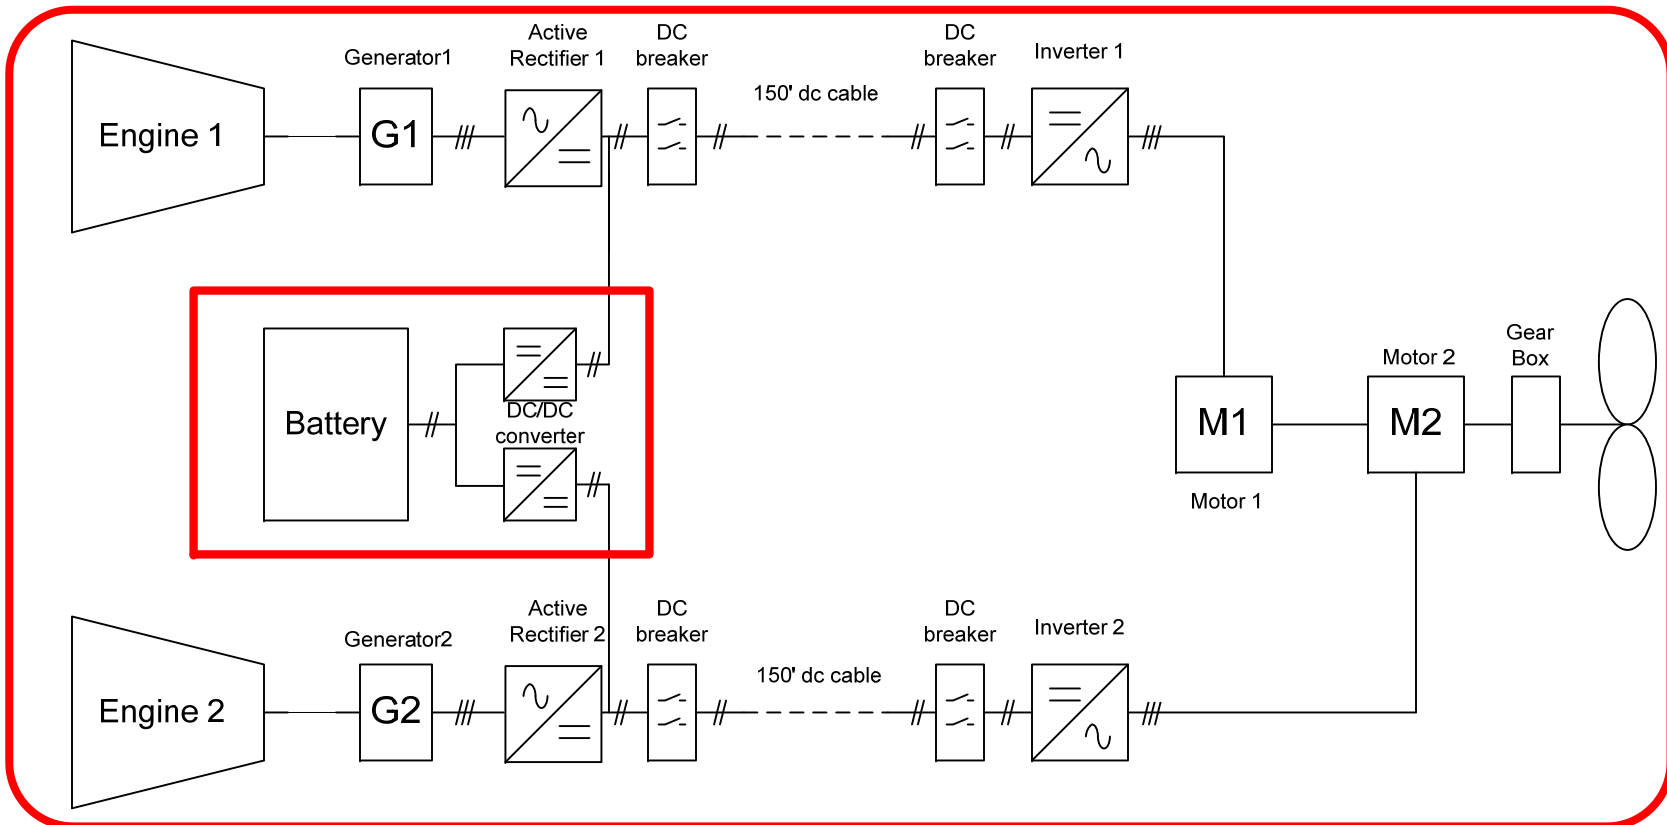 Active
Rectifier 1
DC
breaker
DC
breaker
Inverter 1
Generator1
150' dc cable
Engine 1
G1
Battery
DC/DC
converter
Gear
Box
Motor 2
M1
M2
Motor 1
Active
Rectifier 2
DC
breaker
DC
breaker
Inverter 2
Generator2
150' dc cable
Engine 2
G2